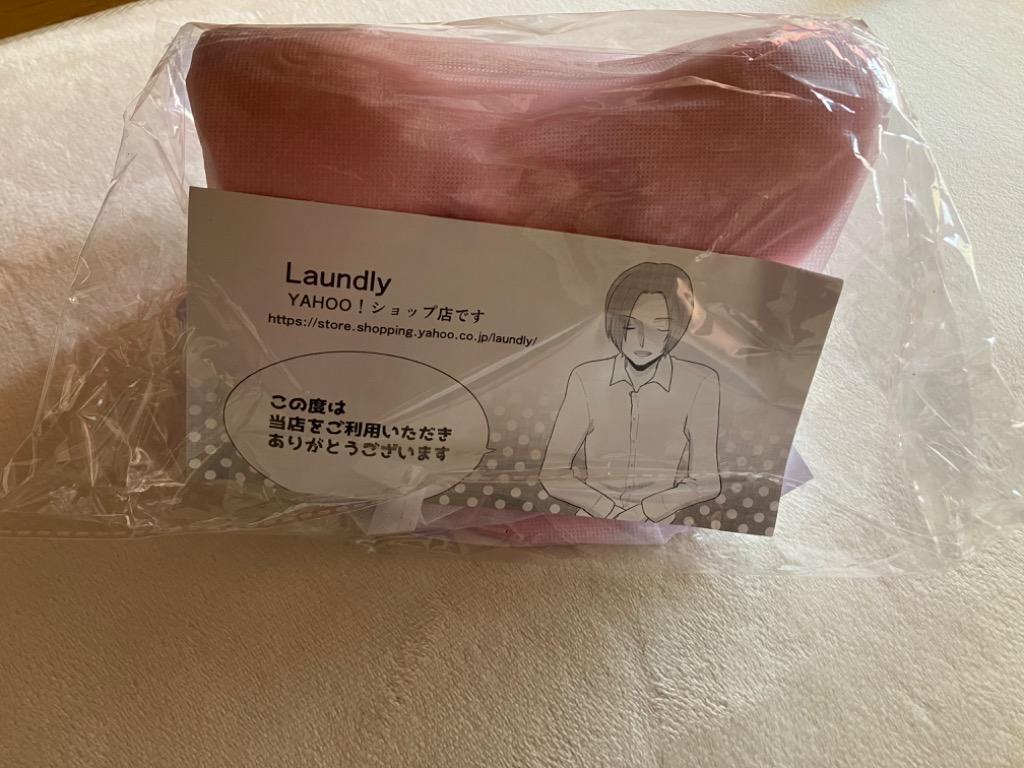 Laundly
YAHOO！ショップ店です
https://store.shopping.yahoo.co.jp/laundly/
この度は
当店をご利用いただき
ありがとうございます